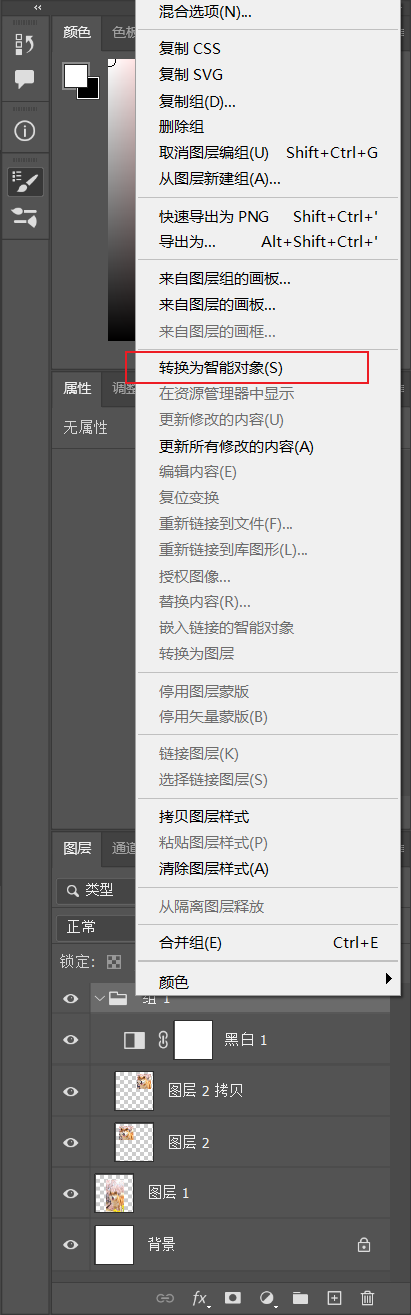 颜色
混合选项(N)...
复制 CSS
复制 SVG
复制组(D)...
删除组
取消图层编组(U) Shift+Ctrl+G
从图层新建组(A)...
快速导出为 PNG Shift+Ctrl+'
导出为... Alt+Shift+Ctrl+'
来自图层组的画板...
来自图层的画板...
来自图层的画框...
转换为智能对象(S)
属性
在资源管理器中显示
无属性
更新修改的内容(U)
更新所有修改的内容(A)
编辑内容(E)
复位变换
重新链接到文件(F)...
重新链接到库图形(L)...
授权图像...
替换内容(R)...
嵌入链接的智能对象
转换为图层
停用图层蒙版
停用矢量蒙版(B)
链接图层(K)
选择链接图层(S)
拷贝图层样式
图层
粘贴图层样式(P)
清除图层样式(A)
类型
从隔离图层释放
正常
合并组(E) Ctrl+E
锁定:
颜色
组 1
黑白 1
图层 2 拷贝
图层 2
图层 1
背景
fx